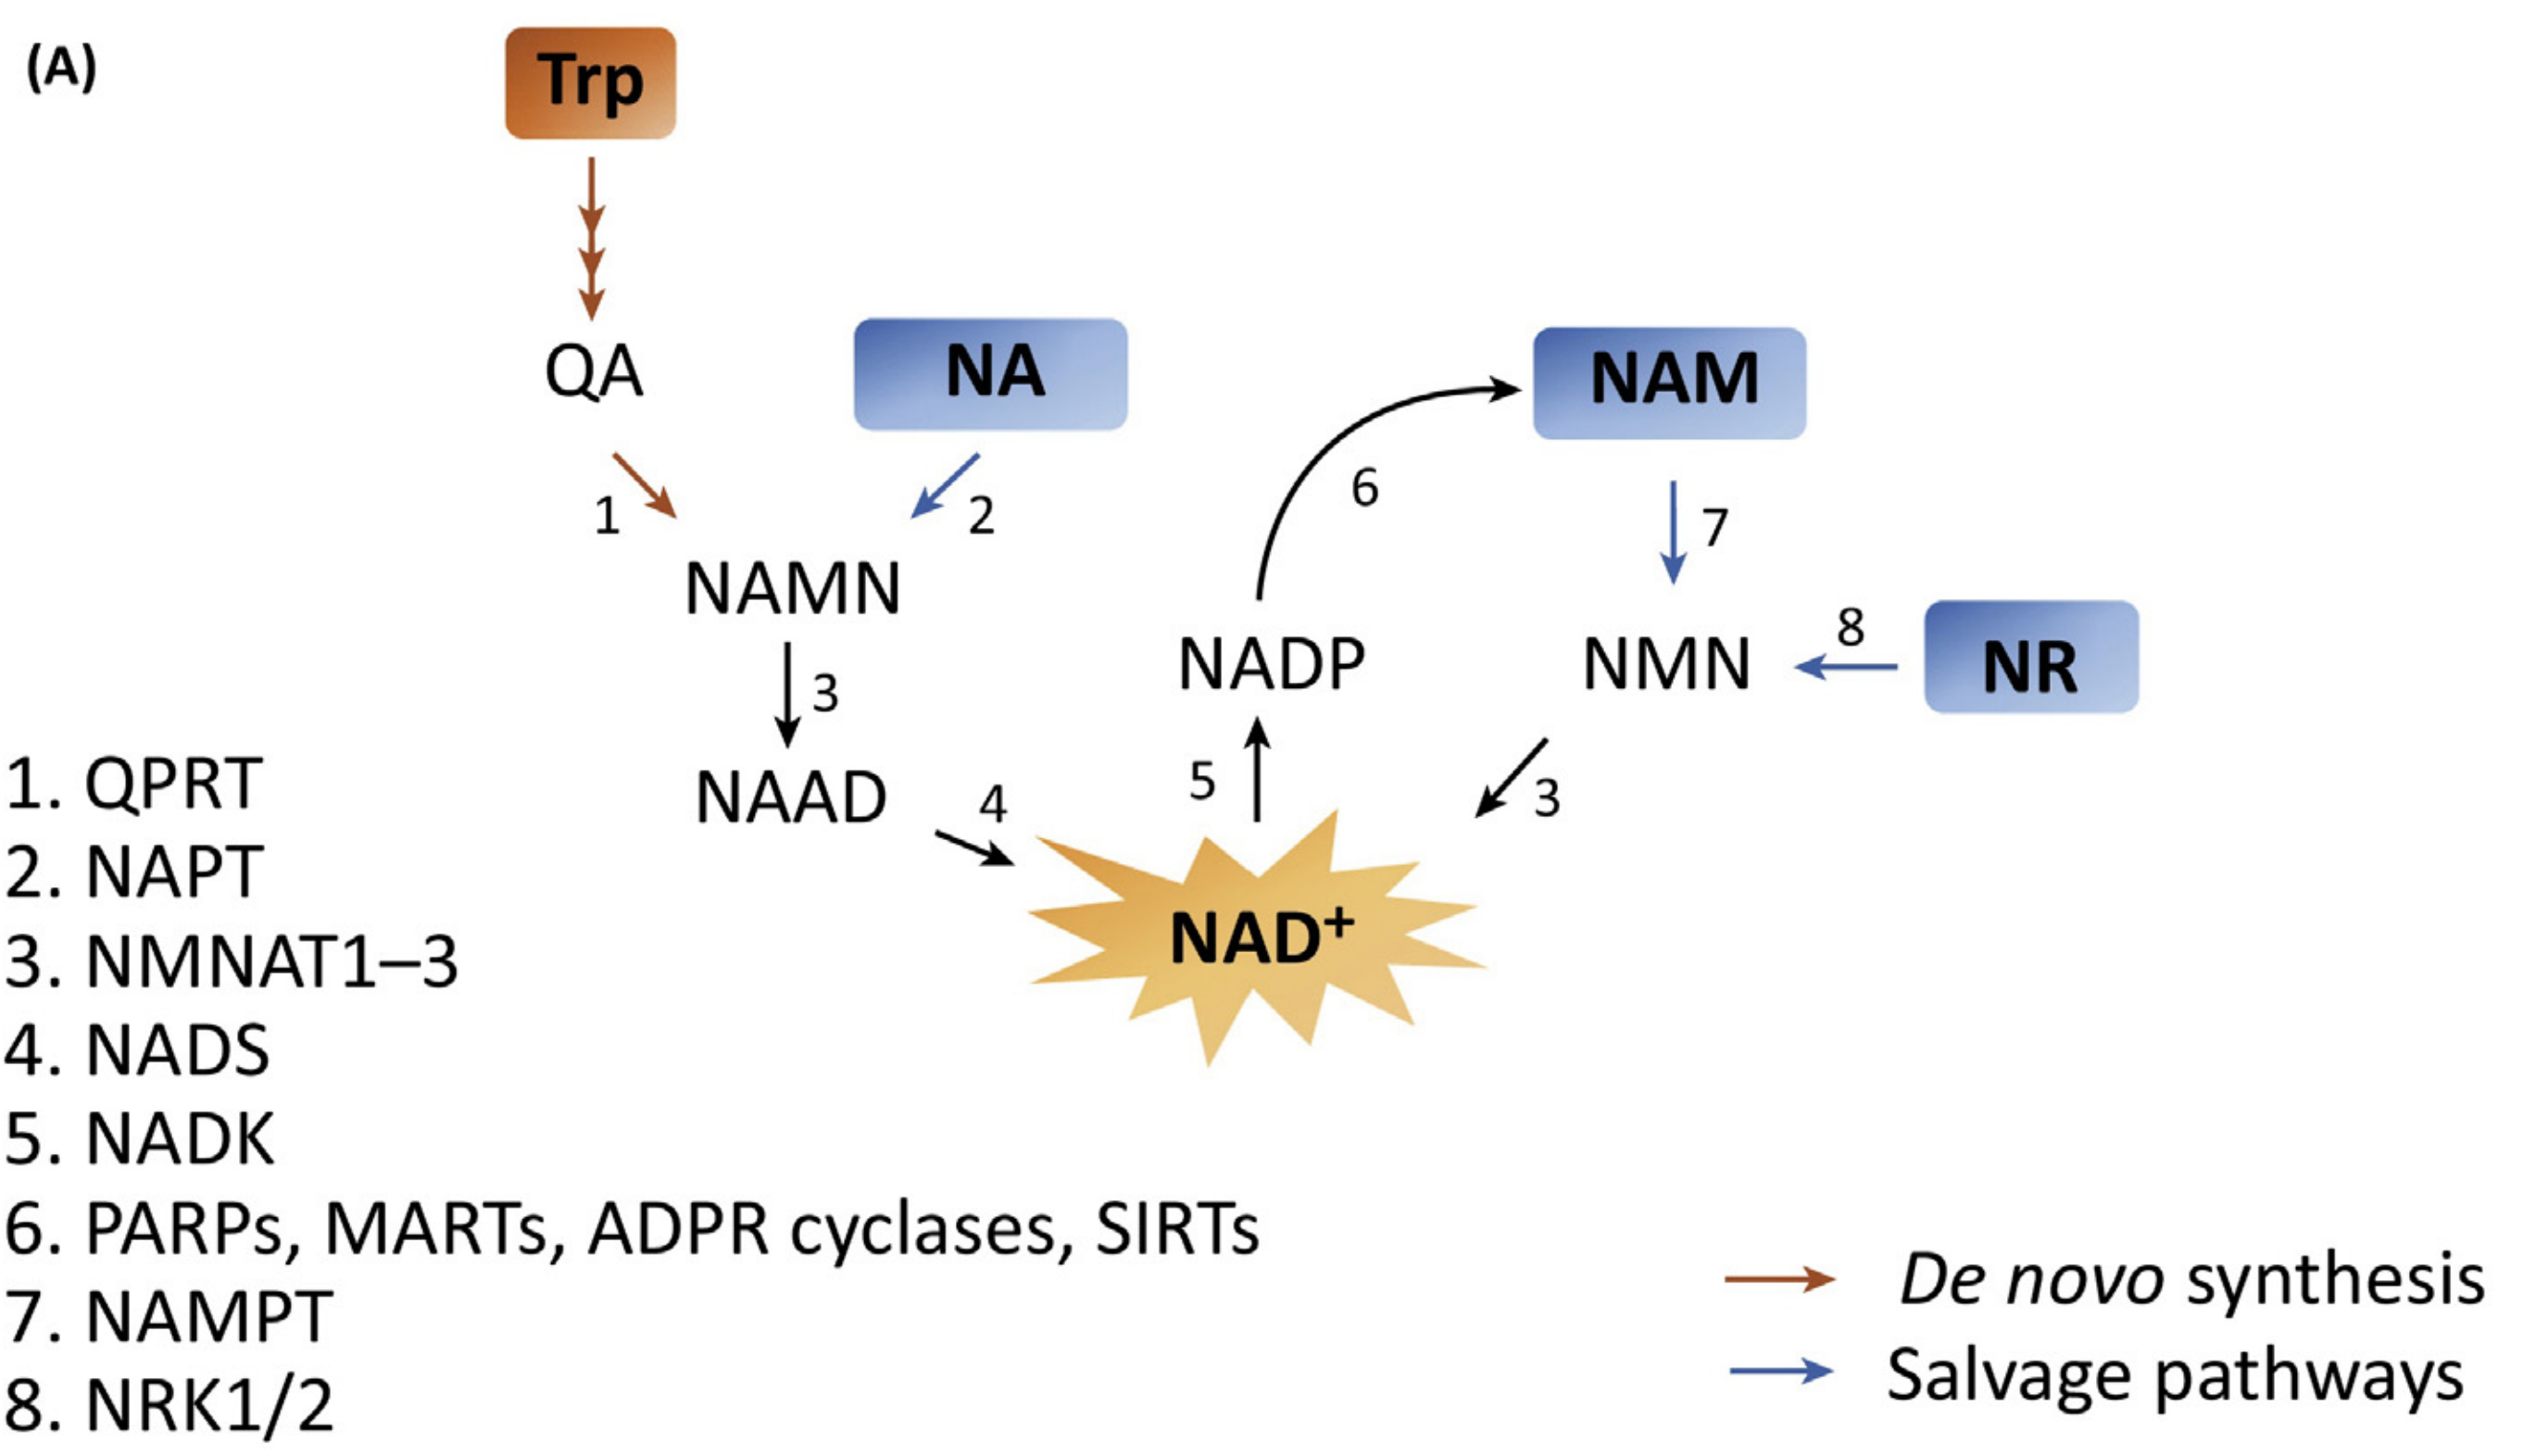 (A)
Trp
QA
NA
NAM
1
2
6
7
NAMN
NADP
NMN
8
NR
3
NAAD
4
5
3
NAD⁺
1. QPRT
2. NAPT
3. NMNAT1–3
4. NADS
5. NADK
6. PARPs, MARTs, ADPR cyclases, SIRTs
7. NAMPT
8. NRK1/2
De novo synthesis
Salvage pathways